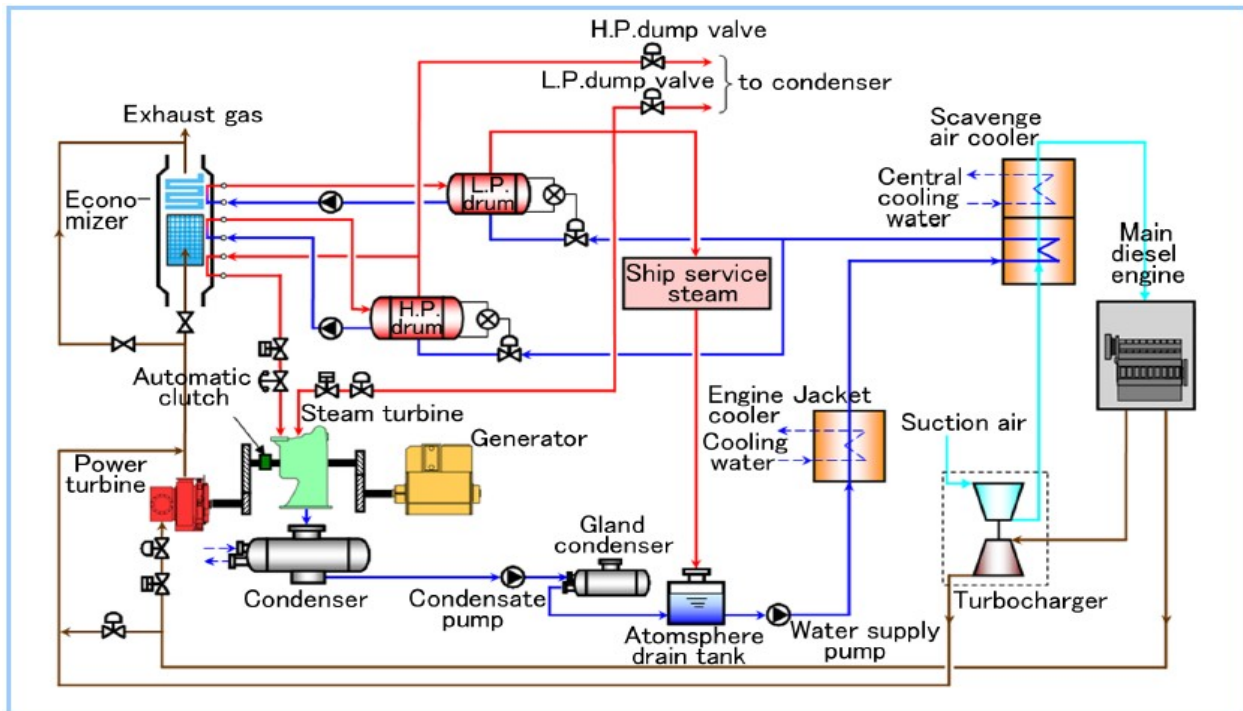 H.P.dump valve
L.P.dump valve
to condenser
Exhaust gas
Scavenge
air cooler
L.P.
drum
Econo-
mizer
Central
cooling
water
Main
diesel
engine
Ship service
steam
H.P.
drum
Automatic
clutch
Steam turbine
Engine Jacket
cooler
Cooling
water
Suction air
Generator
Power
turbine
Gland
condenser
Condenser
Condensate
pump
Turbocharger
Atomsphere
drain tank
Water supply
pump